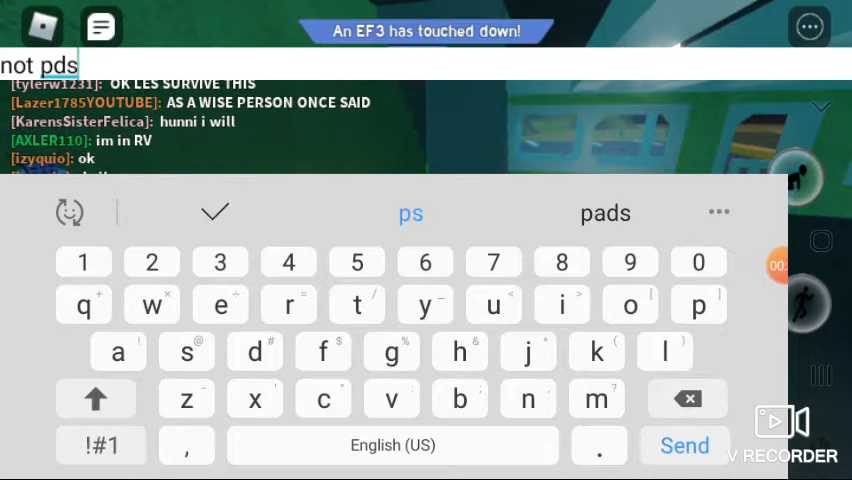 An EF3 has touched down!
not pds
[tylerw1231]: OK LES SURVIVE THIS
[Lazer1785YOUTUBE]: AS A WISE PERSON ONCE SAID
[KarensSisterFelica]: hunni i will
[AXLER110]: im in RV
[izyquio]: ok
ps pads
1 2 3 4 5 6 7 8 9 0
00:
q + w × e ÷ r = t / y _ u < i > o [ p ]
a ! s @ d # f $ g % h & j * k ( l )
z - x ' c " v : b ; n , m ?
!#1 , English (US) . Send
V RECORDER